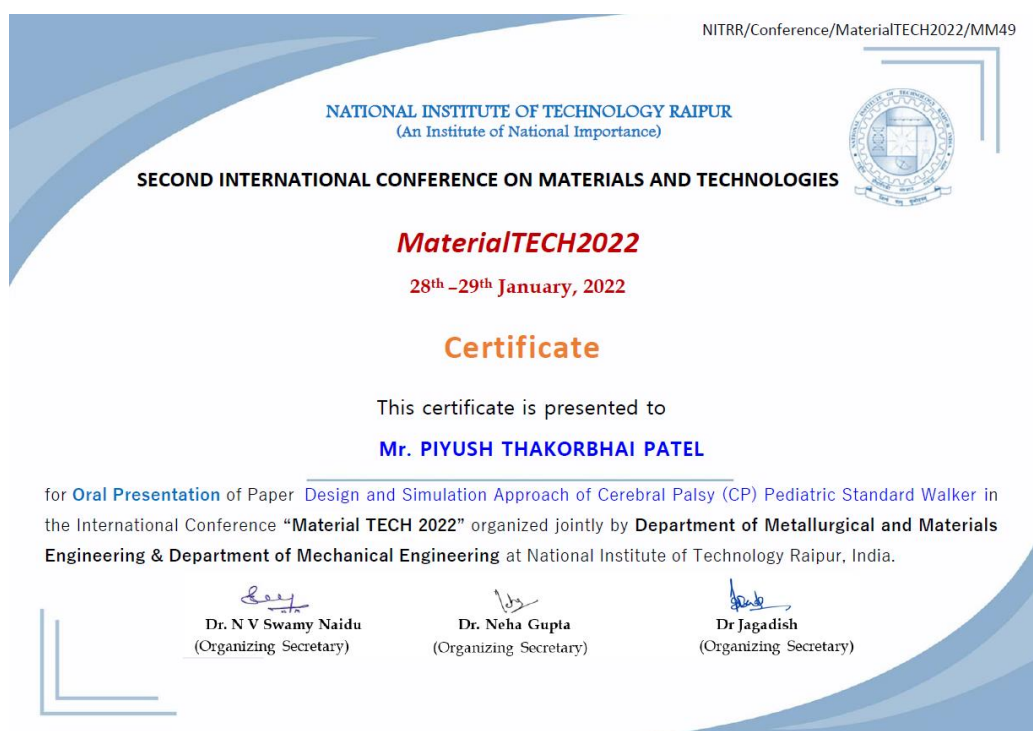 NITRR/Conference/MaterialTECH2022/MM49
NATIONAL INSTITUTE OF TECHNOLOGY RAIPUR
(An Institute of National Importance)
SECOND INTERNATIONAL CONFERENCE ON MATERIALS AND TECHNOLOGIES
MaterialTECH2022
28th –29th January, 2022
Certificate
This certificate is presented to
Mr. PIYUSH THAKORBHAI PATEL
for Oral Presentation of Paper Design and Simulation Approach of Cerebral Palsy (CP) Pediatric Standard Walker in
the International Conference “Material TECH 2022” organized jointly by Department of Metallurgical and Materials
Engineering & Department of Mechanical Engineering at National Institute of Technology Raipur, India.
Dr. N V Swamy Naidu
(Organizing Secretary)
Dr. Neha Gupta
(Organizing Secretary)
Dr Jagadish
(Organizing Secretary)